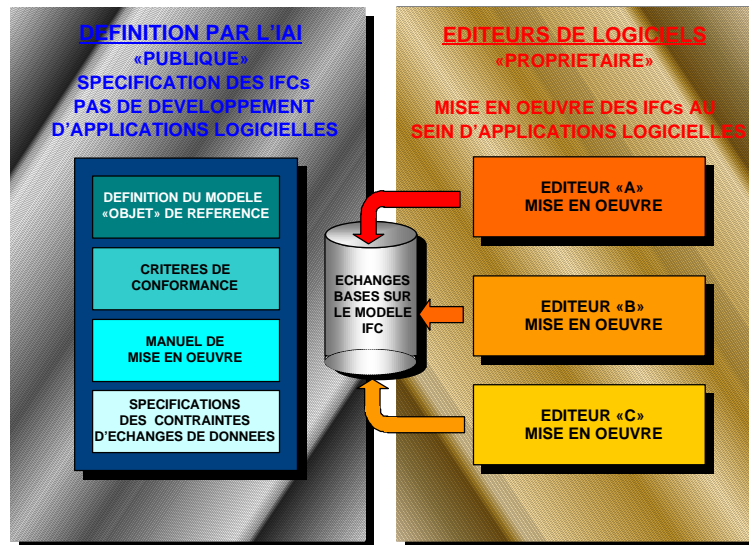 DEFINITION PAR L'IAI
«PUBLIQUE»
SPECIFICATION DES IFCs
PAS DE DEVELOPPEMENT
D'APPLICATIONS LOGICIELLES
DEFINITION DU MODELE
«OBJET» DE REFERENCE
CRITERES DE
CONFORMANCE
MANUEL DE
MISE EN OEUVRE
SPECIFICATIONS
DES CONTRAINTES
D'ECHANGES DE DONNEES
ECHANGES
BASES SUR
LE MODELE
IFC
EDITEURS DE LOGICIELS
«PROPRIETAIRE»
MISE EN OEUVRE DES IFCs AU
SEIN D'APPLICATIONS LOGICIELLES
EDITEUR «A»
MISE EN OEUVRE
EDITEUR «B»
MISE EN OEUVRE
EDITEUR «C»
MISE EN OEUVRE